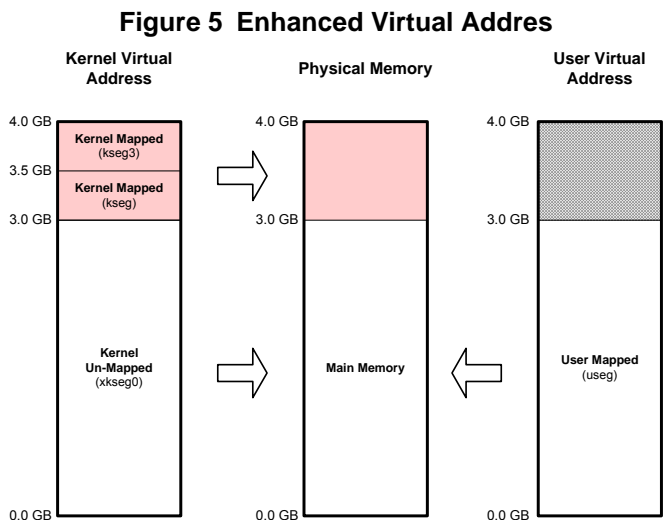 Figure 5 Enhanced Virtual Addres
Kernel Virtual
Address
4.0 GB
Kernel Mapped
(kseg3)
3.5 GB
Kernel Mapped
(kseg)
3.0 GB
Kernel
Un-Mapped
(xkseg0)
0.0 GB
Physical Memory
4.0 GB
3.0 GB
Main Memory
0.0 GB
User Virtual
Address
4.0 GB
3.0 GB
User Mapped
(useg)
0.0 GB